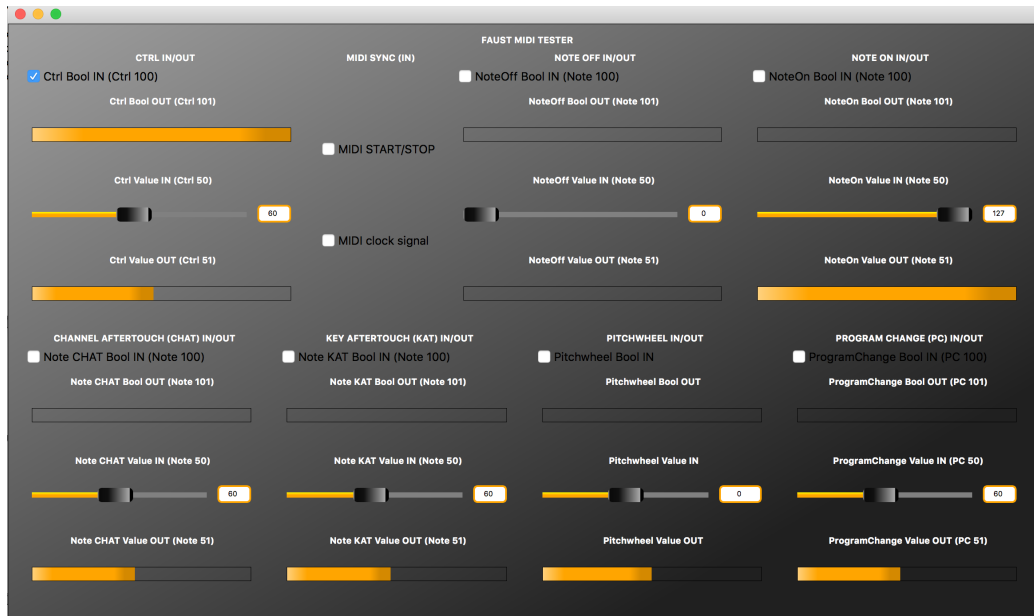 FAUST MIDI TESTER
CTRL IN/OUT
Ctrl Bool IN (Ctrl 100)
Ctrl Bool OUT (Ctrl 101)
Ctrl Value IN (Ctrl 50)
60
Ctrl Value OUT (Ctrl 51)
MIDI SYNC (IN)
MIDI START/STOP
MIDI clock signal
NOTE OFF IN/OUT
NoteOff Bool IN (Note 100)
NoteOff Bool OUT (Note 101)
NoteOff Value IN (Note 50)
0
NoteOff Value OUT (Note 51)
NOTE ON IN/OUT
NoteOn Bool IN (Note 100)
NoteOn Bool OUT (Note 101)
NoteOn Value IN (Note 50)
127
NoteOn Value OUT (Note 51)
CHANNEL AFTERTOUCH (CHAT) IN/OUT
Note CHAT Bool IN (Note 100)
Note CHAT Bool OUT (Note 101)
Note CHAT Value IN (Note 50)
60
Note CHAT Value OUT (Note 51)
KEY AFTERTOUCH (KAT) IN/OUT
Note KAT Bool IN (Note 100)
Note KAT Bool OUT (Note 101)
Note KAT Value IN (Note 50)
60
Note KAT Value OUT (Note 51)
PITCHWHEEL IN/OUT
Pitchwheel Bool IN
Pitchwheel Bool OUT
Pitchwheel Value IN
0
Pitchwheel Value OUT
PROGRAM CHANGE (PC) IN/OUT
ProgramChange Bool IN (PC 100)
ProgramChange Bool OUT (PC 101)
ProgramChange Value IN (PC 50)
60
ProgramChange Value OUT (PC 51)